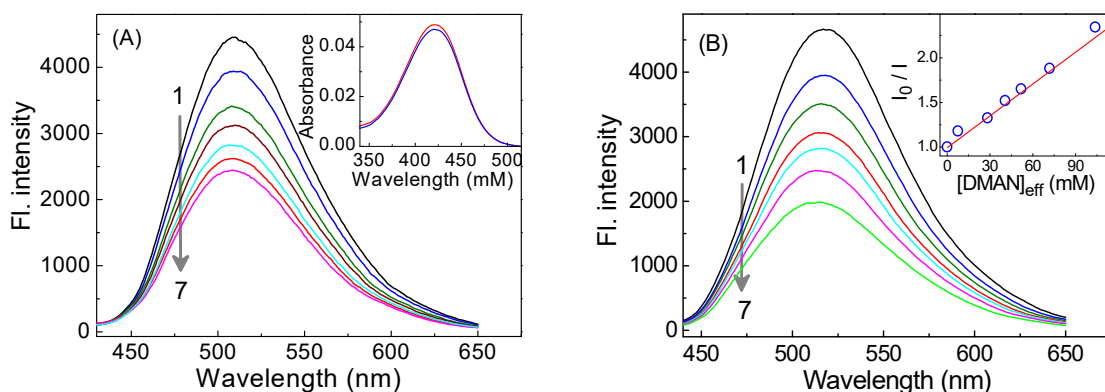 (A)
Fl. intensity
4000
3000
2000
1000
0
450 500 550 600 650
Wavelength (nm)
1
7
Absorbance
0.04
0.02
0.00
350 400 450 500
Wavelength (mM)
(B)
Fl. intensity
5000
4000
3000
2000
1000
0
450 500 550 600 650
Wavelength (nm)
1
7
I0 / I
2.0
1.5
1.0
0 30 60 90
[DMAN]eff (mM)